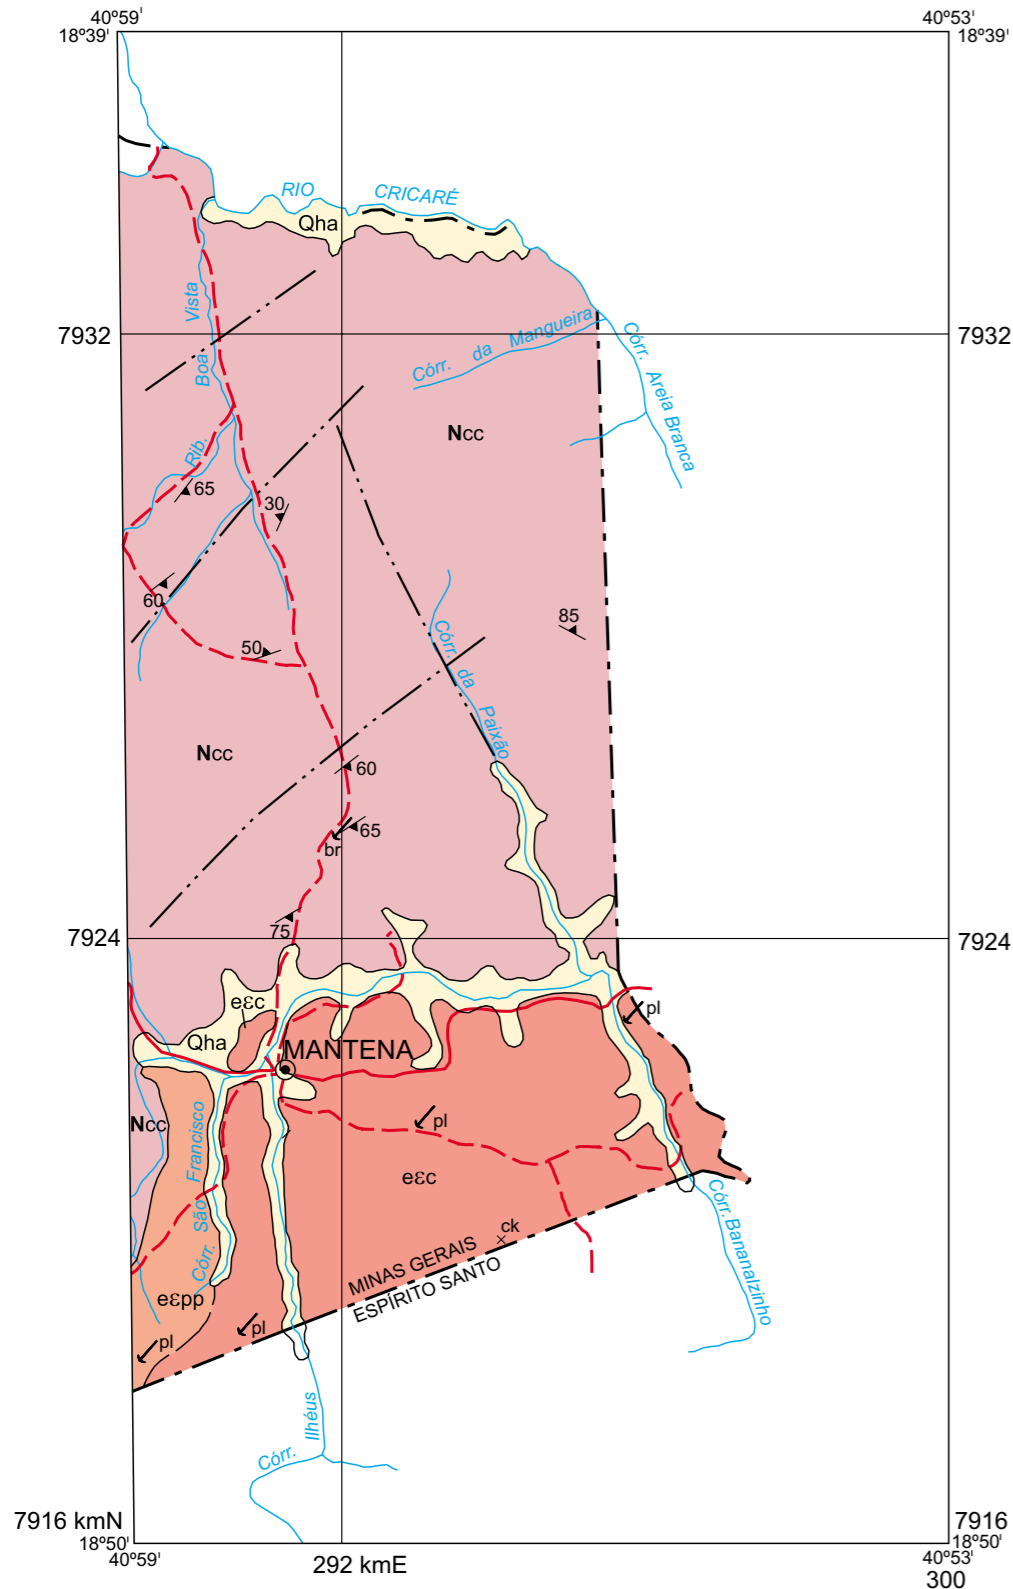 40º59'
40º53'
18º39'
18º39'
RIO CRICARÉ
Qha
7932
7932
Rib. Boa Vista
Córr. da Mangueira
Córr. Areia Branca
Ncc
65
30
60
50
85
Córr. da Paixão
Ncc
60
65
br
75
7924
7924
eɛc
pl
Qha
MANTENA
Ncc
pl
Córr. São Francisco
eɛc
ck
Córr. Bananalzinho
MINAS GERAIS
ESPÍRITO SANTO
eɛpp
pl
pl
Córr. Ilhéus
7916 kmN
7916
18º50'
18º50'
40º59'
40º53'
292 kmE
300